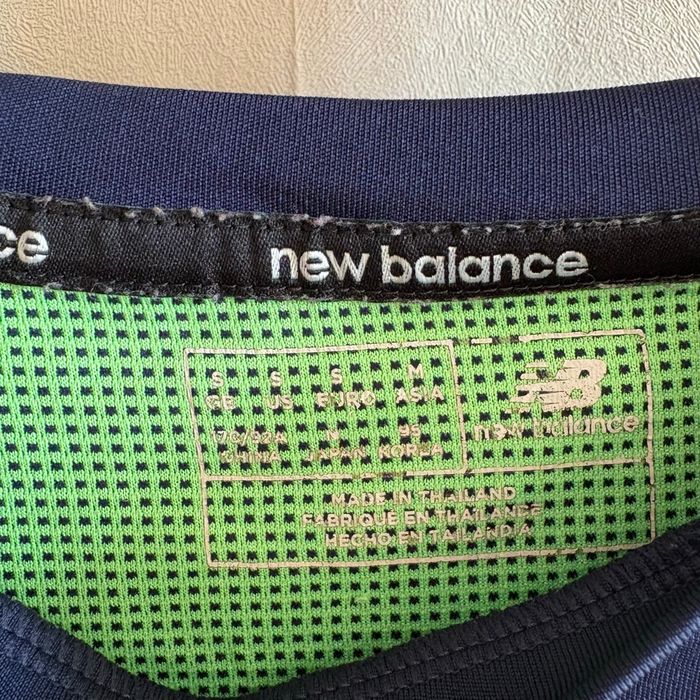 ce
new balance
S S S M
GB US EURO ASIA
170/92A M 95
CHINA JAPAN KOREA
NB
new balance
MADE IN THAILAND
FABRIQUE EN THAILANDE
HECHO EN TAILANDIA